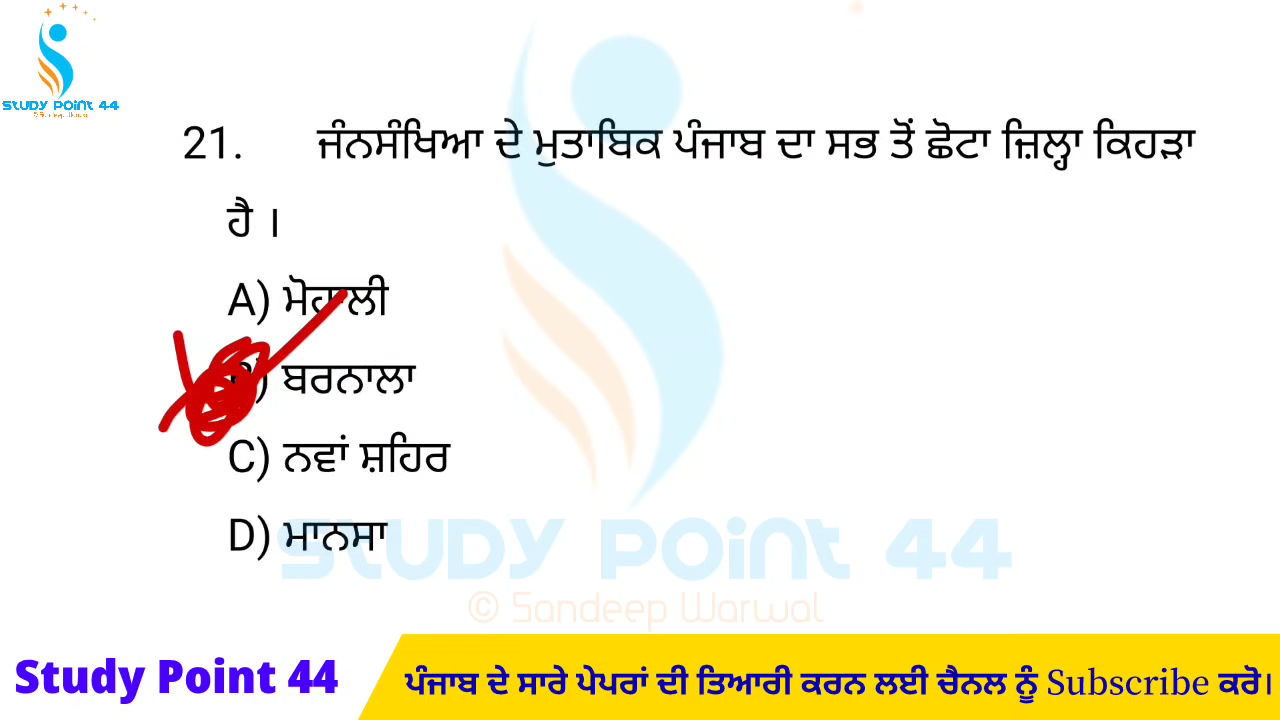 STUDY POINT 44
21. ਜੰਨਸੰਖਿਆ ਦੇ ਮੁਤਾਬਿਕ ਪੰਜਾਬ ਦਾ ਸਭ ਤੋਂ ਛੋਟਾ ਜ਼ਿਲ੍ਹਾ ਕਿਹੜਾ
ਹੈ ।
A) ਮੋਹਾਲੀ
B) ਬਰਨਾਲਾ
C) ਨਵਾਂ ਸ਼ਹਿਰ
D) ਮਾਨਸਾ
STUDY POINT 44
© Sandeep Warwal
Study Point 44
ਪੰਜਾਬ ਦੇ ਸਾਰੇ ਪੇਪਰਾਂ ਦੀ ਤਿਆਰੀ ਕਰਨ ਲਈ ਚੈਨਲ ਨੂੰ Subscribe ਕਰੋ।